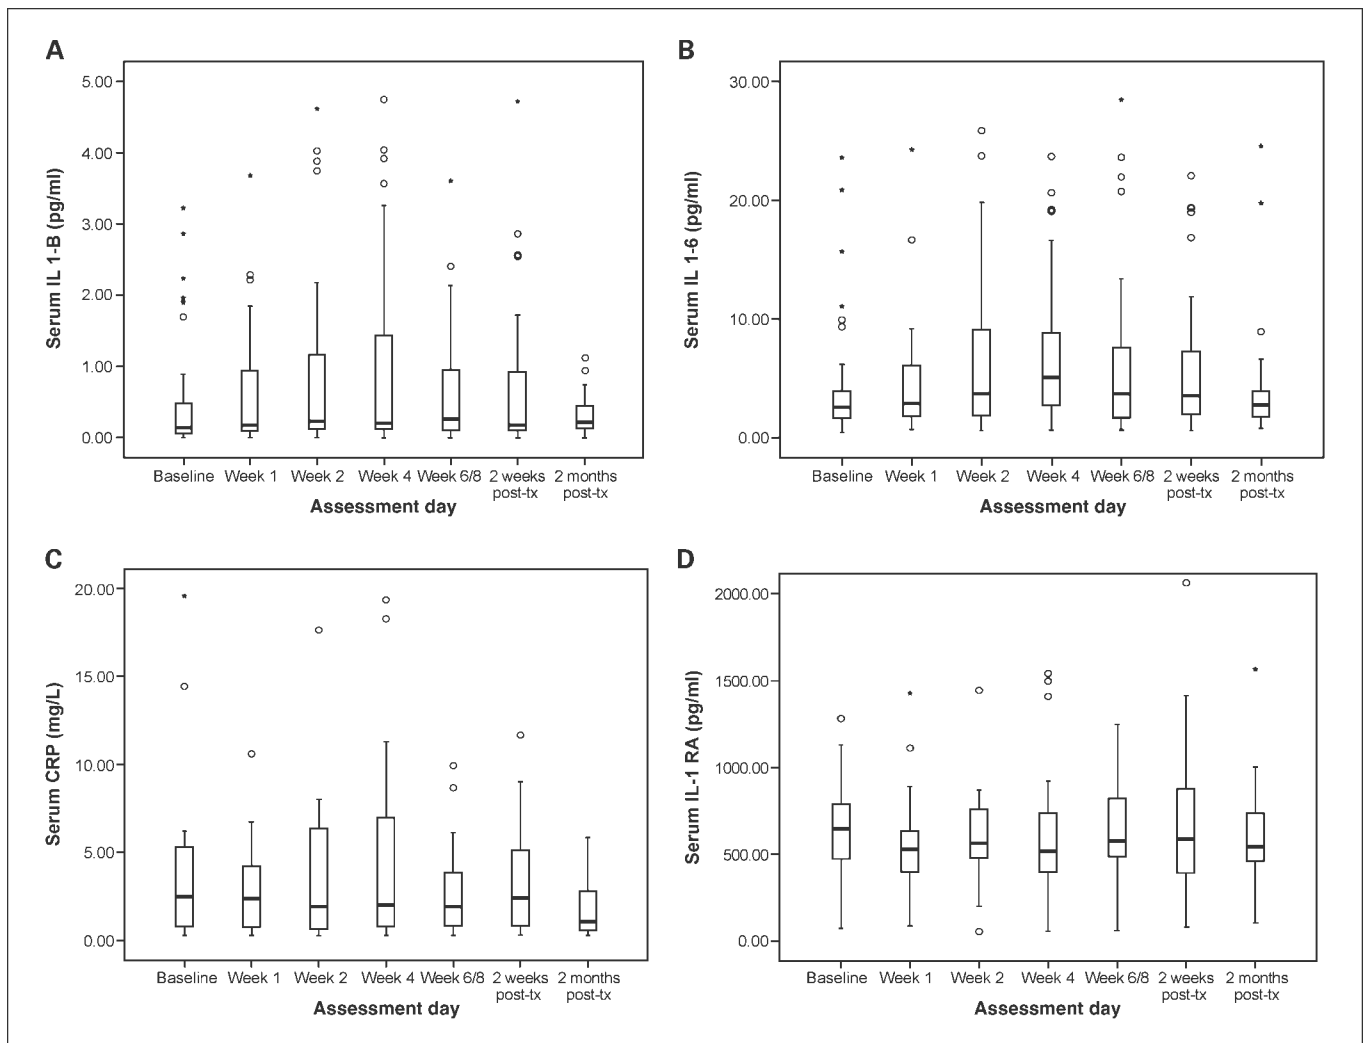 A
5.00
4.00
3.00
2.00
1.00
0.00
Serum IL 1-B (pg/ml)
Baseline Week 1 Week 2 Week 4 Week 6/8 2 weeks post-tx 2 months post-tx
Assessment day
B
30.00
20.00
10.00
0.00
Serum IL 1-6 (pg/ml)
Baseline Week 1 Week 2 Week 4 Week 6/8 2 weeks post-tx 2 months post-tx
Assessment day
C
20.00
15.00
10.00
5.00
0.00
Serum CRP (mg/L)
Baseline Week 1 Week 2 Week 4 Week 6/8 2 weeks post-tx 2 months post-tx
Assessment day
D
2000.00
1500.00
1000.00
500.00
0.00
Serum IL-1 RA (pg/ml)
Baseline Week 1 Week 2 Week 4 Week 6/8 2 weeks post-tx 2 months post-tx
Assessment day